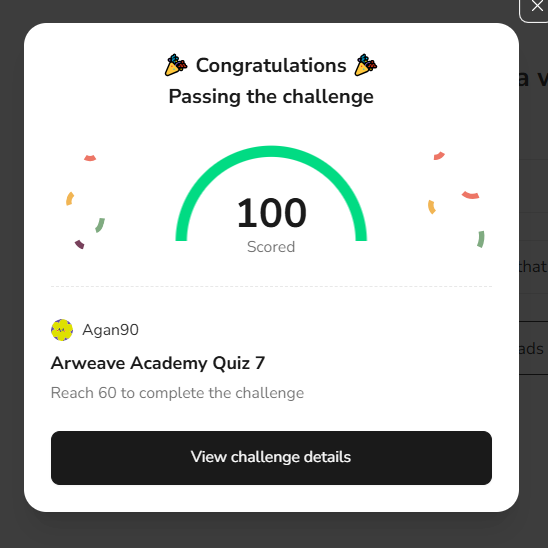 🎉 Congratulations 🎉
Passing the challenge
a v
100
Scored
that
Agan90
ads
Arweave Academy Quiz 7
Reach 60 to complete the challenge
View challenge details